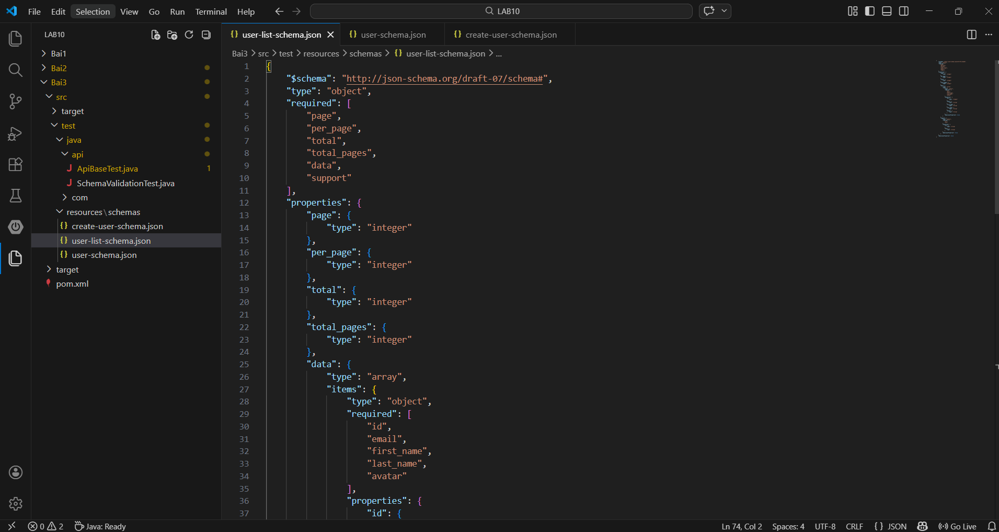 File Edit Selection View Go Run Terminal Help
LAB10
LAB10
Bai1
Bai2
Bai3
src
target
test
java
api
ApiBaseTest.java 1
SchemaValidationTest.java
com
resources\schemas
create-user-schema.json
user-list-schema.json
user-schema.json
target
pom.xml
user-list-schema.json user-schema.json create-user-schema.json
Bai3 > src > test > resources > schemas > {} user-list-schema.json > ...
1 {
2 "$schema": "http://json-schema.org/draft-07/schema#",
3 "type": "object",
4 "required": [
5 "page",
6 "per_page",
7 "total",
8 "total_pages",
9 "data",
10 "support"
11 ],
12 "properties": {
13 "page": {
14 "type": "integer"
15 },
16 "per_page": {
17 "type": "integer"
18 },
19 "total": {
20 "type": "integer"
21 },
22 "total_pages": {
23 "type": "integer"
24 },
25 "data": {
26 "type": "array",
27 "items": {
28 "type": "object",
29 "required": [
30 "id",
31 "email",
32 "first_name",
33 "last_name",
34 "avatar"
35 ],
36 "properties": {
37 "id": {
0 2 Java: Ready Ln 74, Col 2 Spaces: 4 UTF-8 CRLF {} JSON Go Live